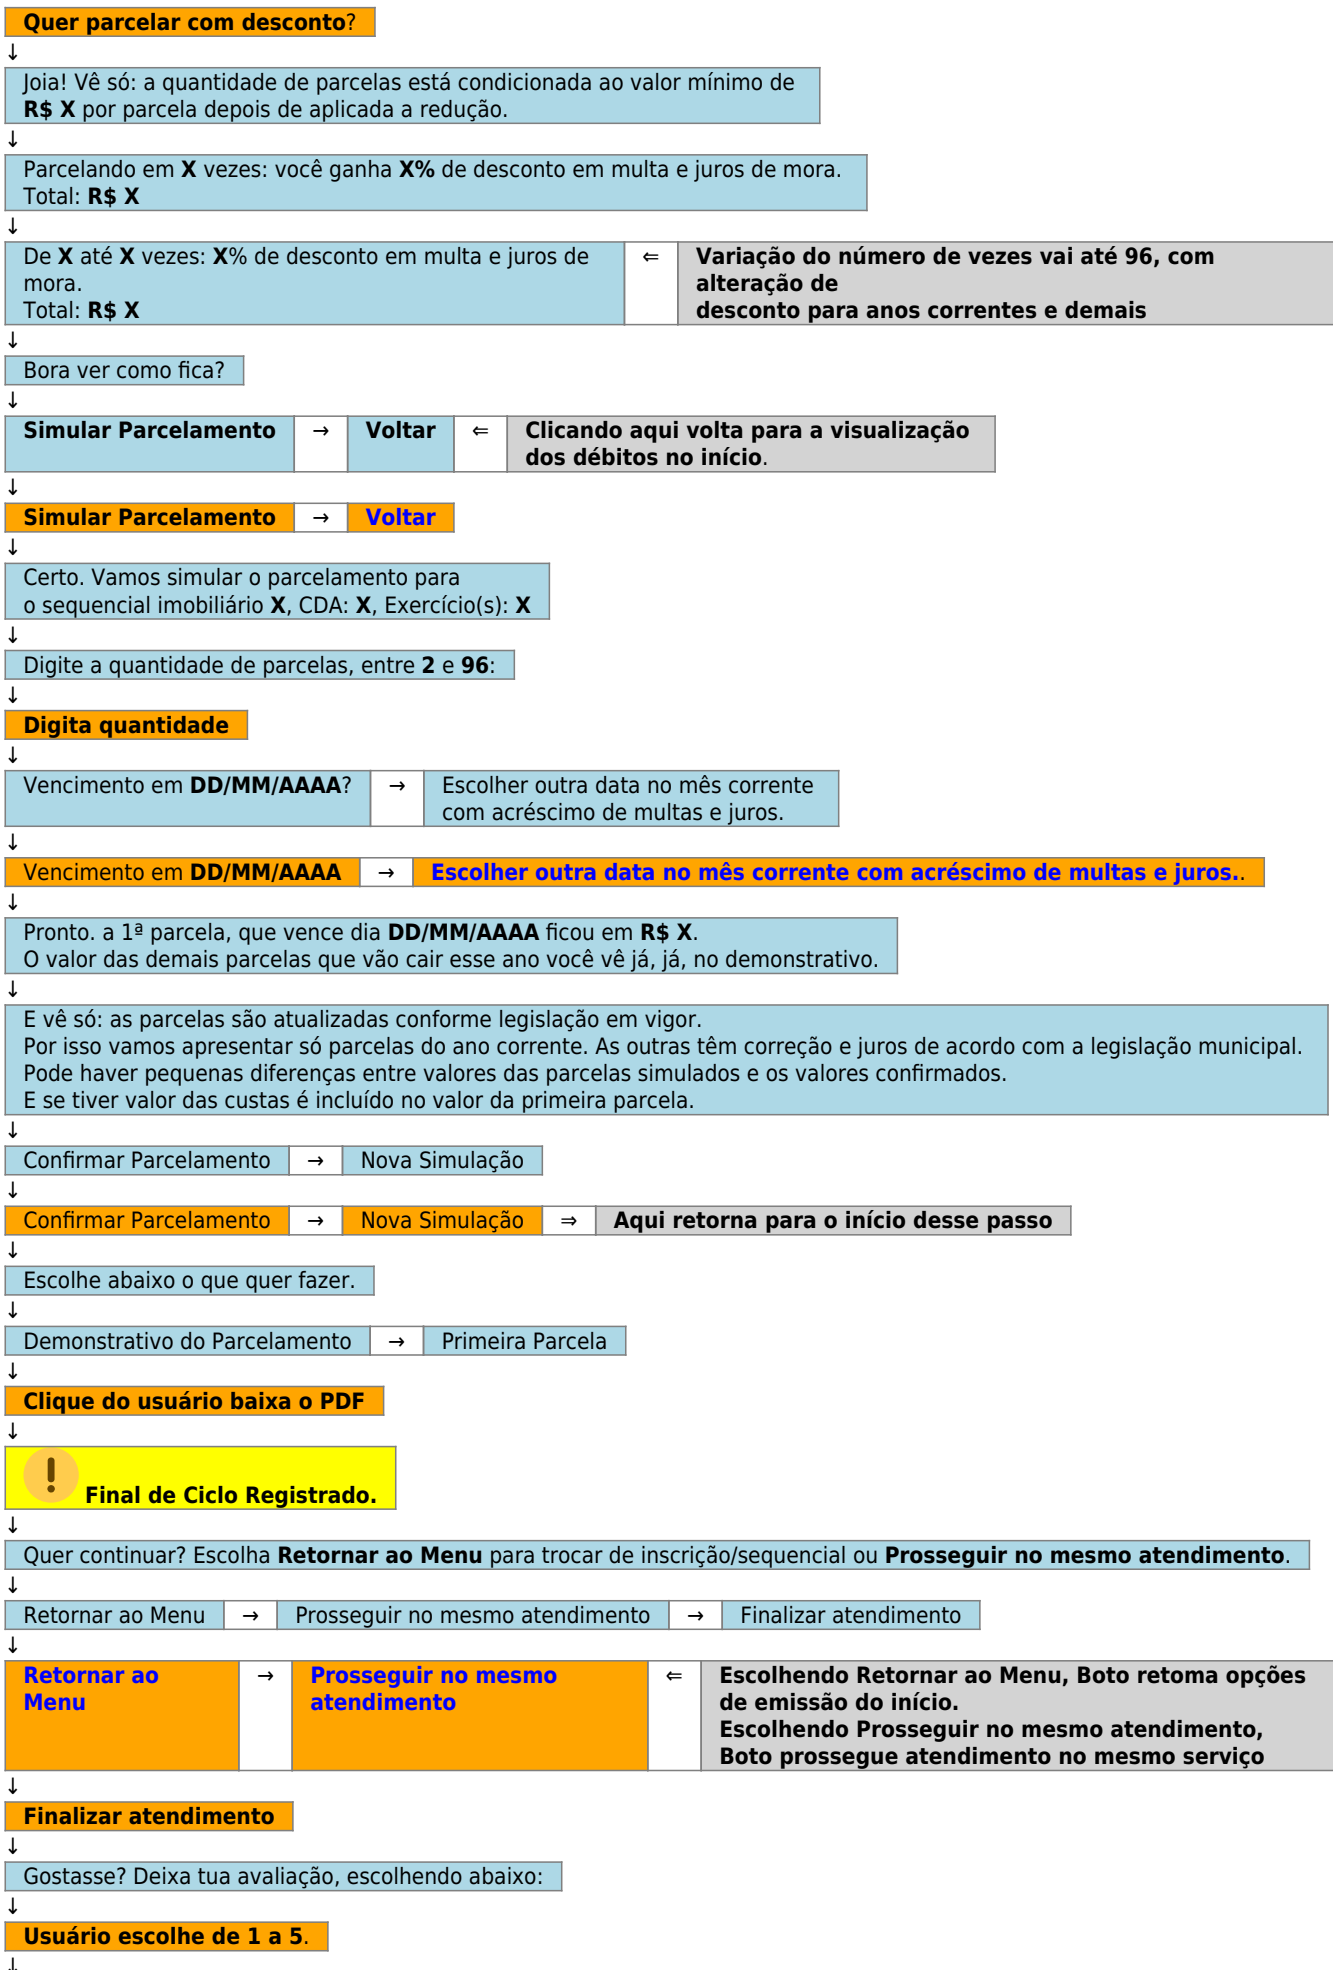 Quer parcelar com desconto?
↓
Joia! Vê só: a quantidade de parcelas está condicionada ao valor mínimo de
R$ X por parcela depois de aplicada a redução.
↓
Parcelando em X vezes: você ganha X% de desconto em multa e juros de mora.
Total: R$ X
↓
De X até X vezes: X% de desconto em multa e juros de
mora.
Total: R$ X
⇐
Variação do número de vezes vai até 96, com
alteração de
desconto para anos correntes e demais
↓
Bora ver como fica?
↓
Simular Parcelamento → Voltar ⇐ Clicando aqui volta para a visualização
dos débitos no início.
↓
Simular Parcelamento → Voltar
↓
Certo. Vamos simular o parcelamento para
o sequencial imobiliário X, CDA: X, Exercício(s): X
↓
Digite a quantidade de parcelas, entre 2 e 96:
↓
Digita quantidade
↓
Vencimento em DD/MM/AAAA? → Escolher outra data no mês corrente
com acréscimo de multas e juros.
↓
Vencimento em DD/MM/AAAA → Escolher outra data no mês corrente com acréscimo de multas e juros..
↓
Pronto. a 1ª parcela, que vence dia DD/MM/AAAA ficou em R$ X.
O valor das demais parcelas que vão cair esse ano você vê já, já, no demonstrativo.
↓
E vê só: as parcelas são atualizadas conforme legislação em vigor.
Por isso vamos apresentar só parcelas do ano corrente. As outras têm correção e juros de acordo com a legislação municipal.
Pode haver pequenas diferenças entre valores das parcelas simulados e os valores confirmados.
E se tiver valor das custas é incluído no valor da primeira parcela.
↓
Confirmar Parcelamento → Nova Simulação
↓
Confirmar Parcelamento → Nova Simulação ⇒ Aqui retorna para o início desse passo
↓
Escolhe abaixo o que quer fazer.
↓
Demonstrativo do Parcelamento → Primeira Parcela
↓
Clique do usuário baixa o PDF
↓
! Final de Ciclo Registrado.
↓
Quer continuar? Escolha Retornar ao Menu para trocar de inscrição/sequencial ou Prosseguir no mesmo atendimento.
↓
Retornar ao Menu → Prosseguir no mesmo atendimento → Finalizar atendimento
↓
Retornar ao
Menu
→
Prosseguir no mesmo
atendimento
⇐
Escolhendo Retornar ao Menu, Boto retoma opções
de emissão do início.
Escolhendo Prosseguir no mesmo atendimento,
Boto prossegue atendimento no mesmo serviço
↓
Finalizar atendimento
↓
Gostasse? Deixa tua avaliação, escolhendo abaixo:
↓
Usuário escolhe de 1 a 5.
↓